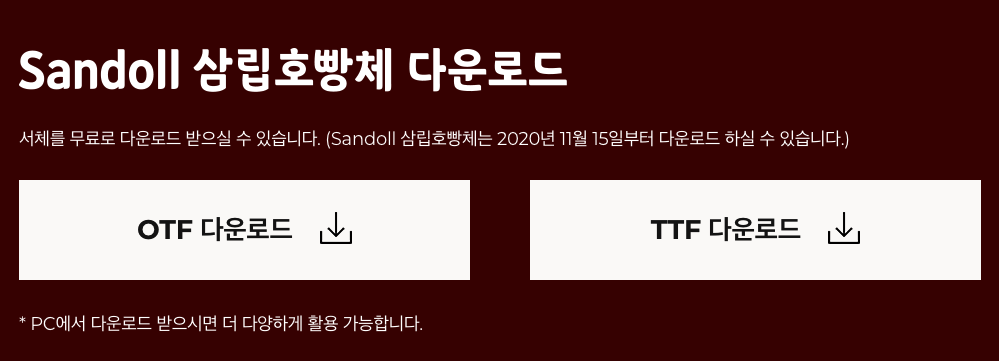 Sandoll 삼립호빵체 다운로드
서체를 무료로 다운로드 받으실 수 있습니다. (Sandoll 삼립호빵체는 2020년 11월 15일부터 다운로드 하실 수 있습니다.)
OTF 다운로드
TTF 다운로드
* PC에서 다운로드 받으시면 더 다양하게 활용 가능합니다.